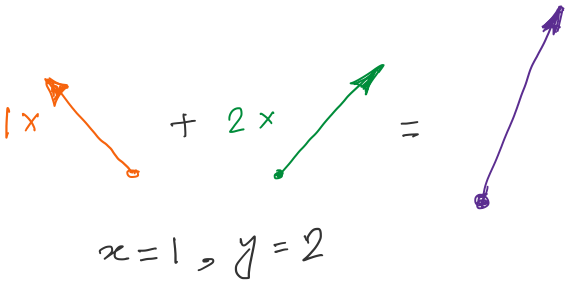 1x + 2x =
x=1, y=2